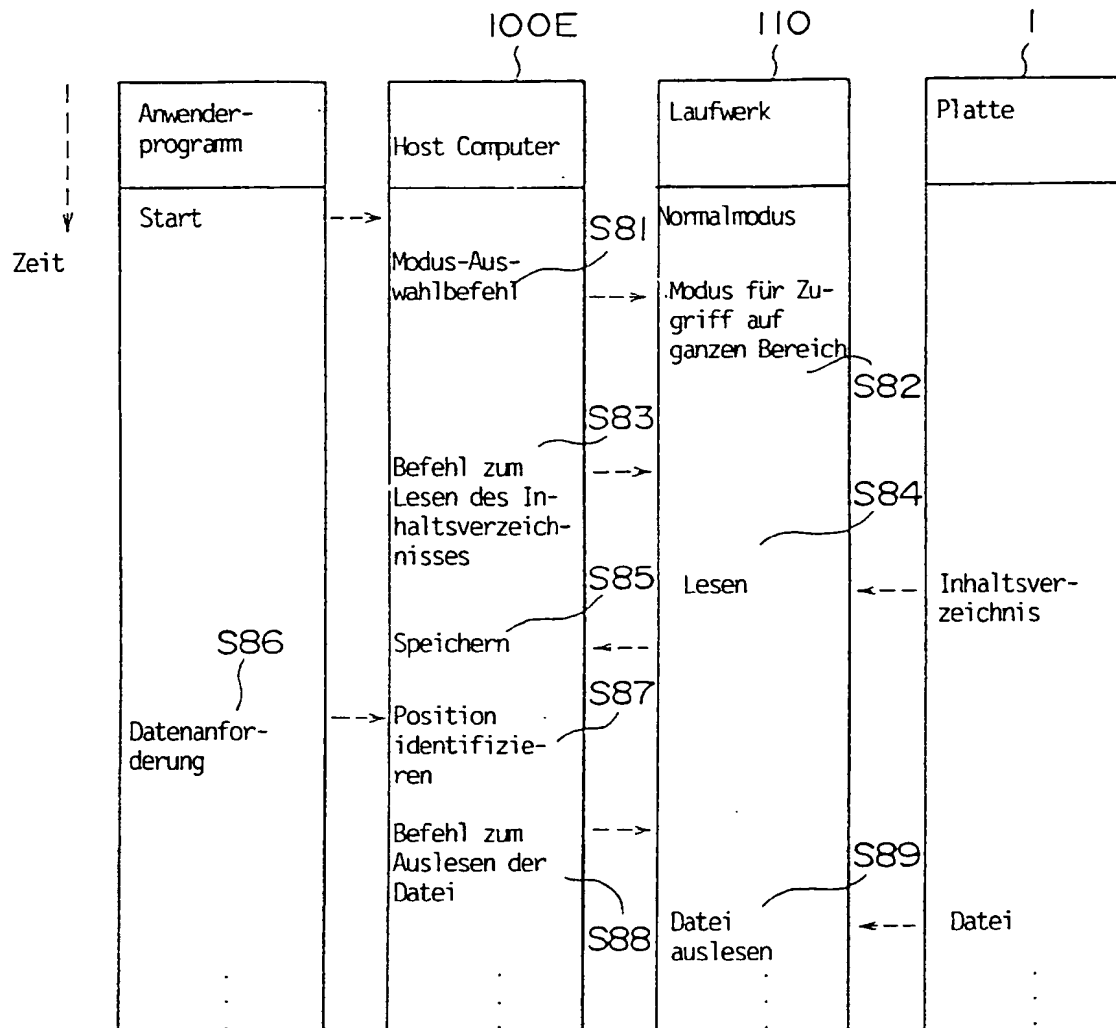 100E
110
1
Anwender-
programm
Host Computer
Laufwerk
Platte
Zeit
Start
Normalmodus
S81
Modus-Aus-
wahlbefehl
Modus für Zu-
griff auf
ganzen Bereich
S82
S83
Befehl zum
Lesen des In-
haltsverzeich-
nisses
S84
Lesen
Inhaltsver-
zeichnis
S85
Speichern
S86
Datenanfor-
derung
S87
Position
identifizie-
ren
Befehl zum
Auslesen der
Datei
S88
S89
Datei
auslesen
Datei